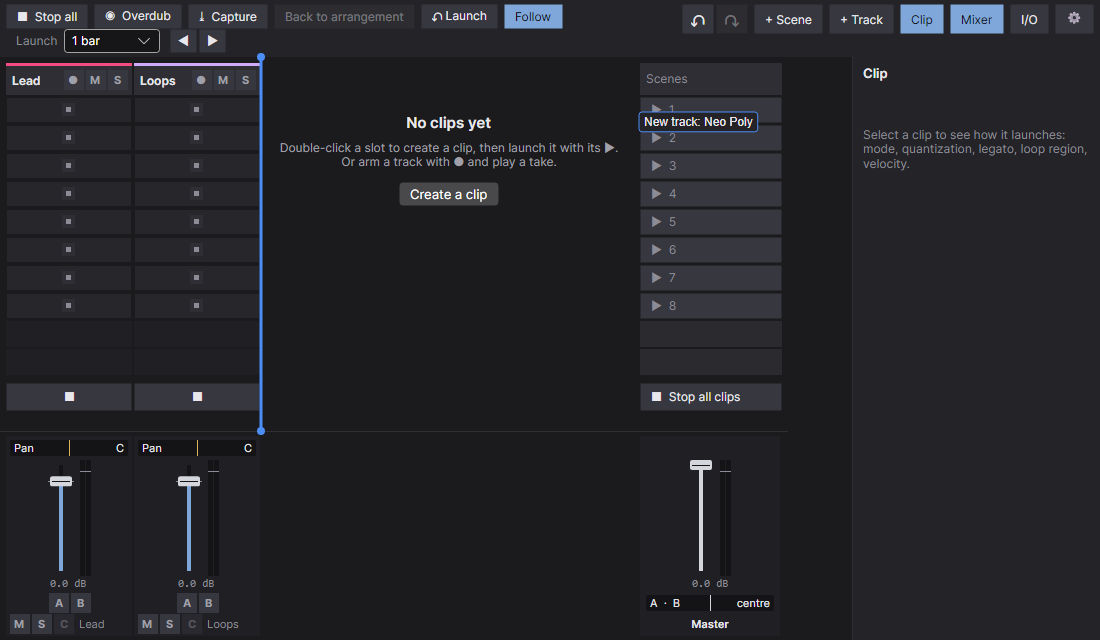 Stop all Overdub Capture Back to arrangement Launch Follow + Scene + Track Clip Mixer I/O
Launch 1 bar
Lead M S Loops M S Scenes Clip
1
New track: Neo Poly
No clips yet
2
Select a clip to see how it launches:
mode, quantization, legato, loop region,
velocity.
Double-click a slot to create a clip, then launch it with its ▶.
Or arm a track with ● and play a take.
3
Create a clip
4
5
6
7
8
Stop all clips
Pan C Pan C
0.0 dB 0.0 dB 0.0 dB
A B A B A · B centre
M S C Lead M S C Loops Master